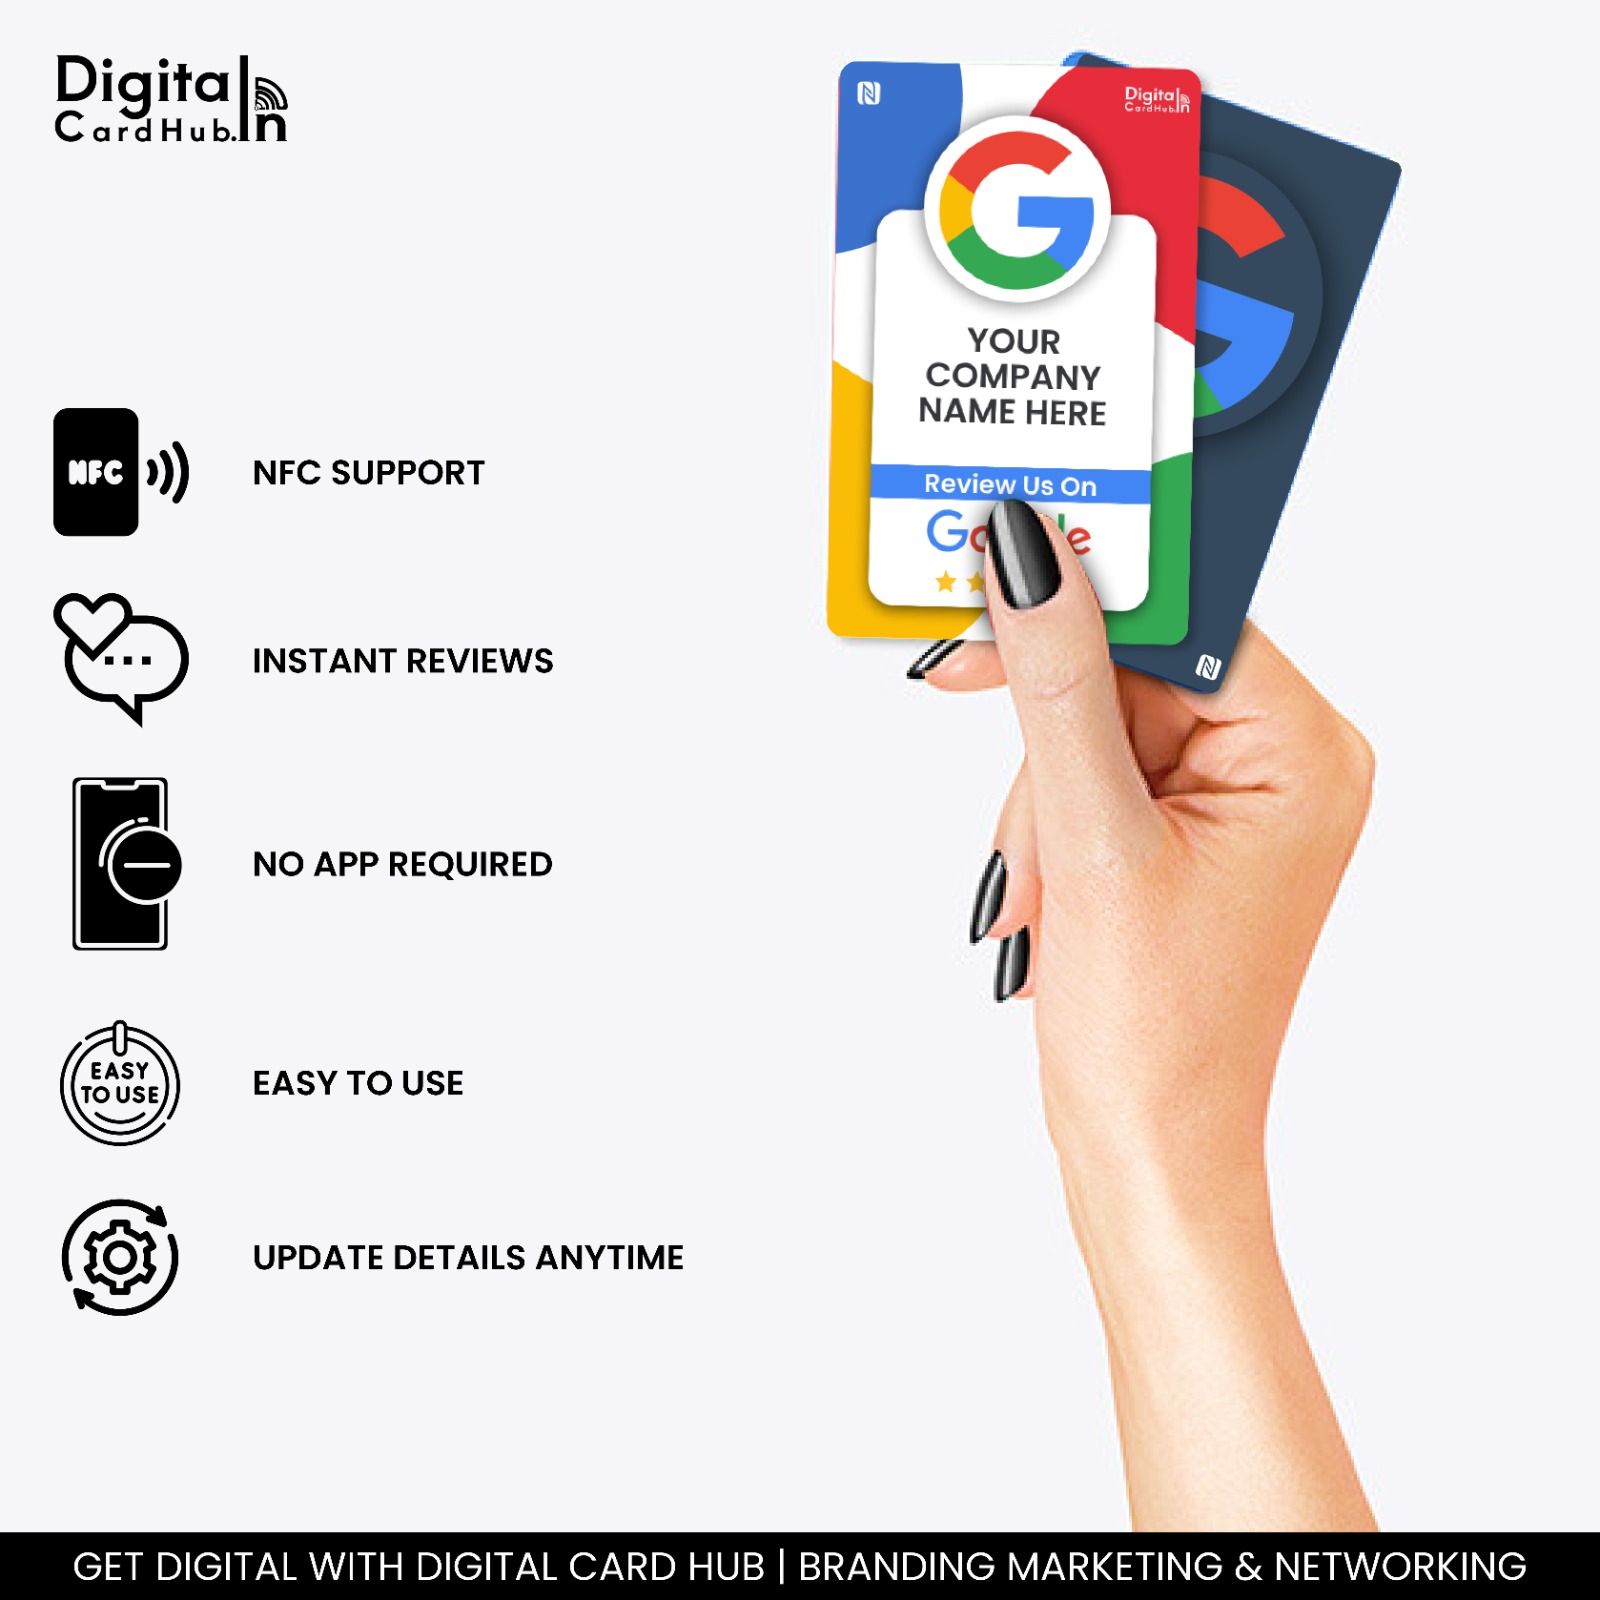 Digital
CardHub.In
Digital
CardHub.In
YOUR
COMPANY
NAME HERE
Review Us On
NFC
NFC SUPPORT
INSTANT REVIEWS
NO APP REQUIRED
EASY
TO USE
EASY TO USE
UPDATE DETAILS ANYTIME
GET DIGITAL WITH DIGITAL CARD HUB | BRANDING MARKETING & NETWORKING